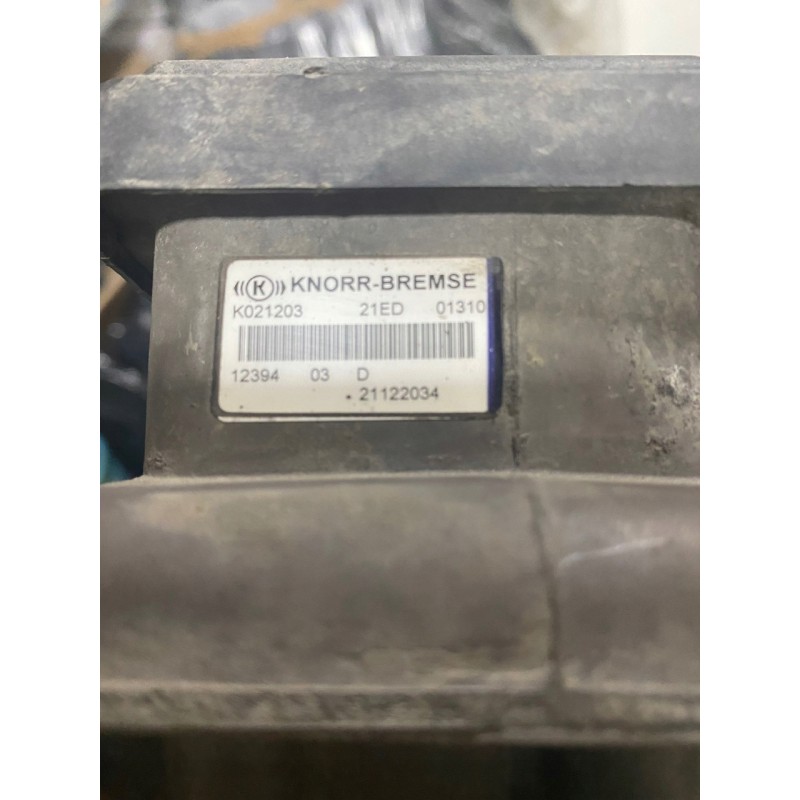 ((K)) KNORR-BREMSE
K021203 21ED 01310
12394 03 D
21122034